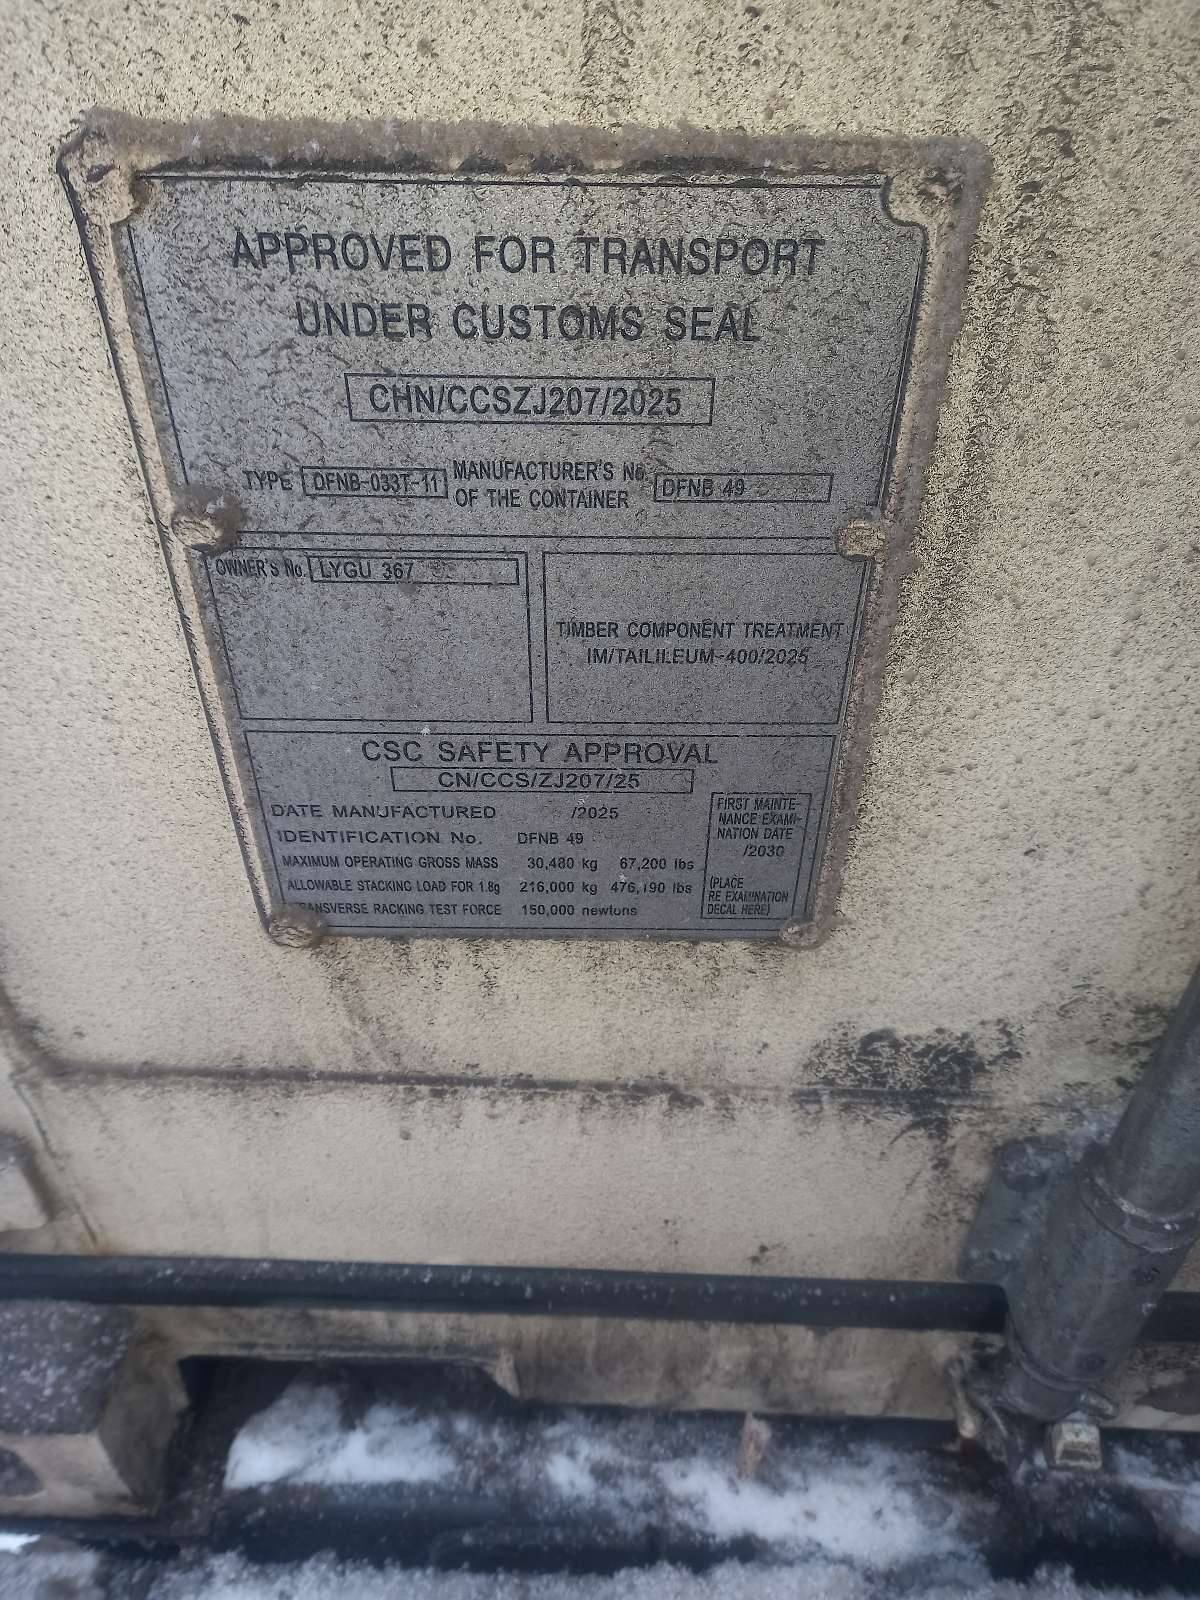 APPROVED FOR TRANSPORT
UNDER CUSTOMS SEAL
CHN/CCSZJ207/2025
TYPE DFNB-033T-11 MANUFACTURER'S No. OF THE CONTAINER DFNB 49
OWNER'S No. LYGU 367
TIMBER COMPONENT TREATMENT
IM/TAILILEUM-400/2025
CSC SAFETY APPROVAL
CN/CCS/ZJ207/25
DATE MANUFACTURED /2025
IDENTIFICATION No. DFNB 49
MAXIMUM OPERATING GROSS MASS 30,480 kg 67,200 lbs
ALLOWABLE STACKING LOAD FOR 1.8g 216,000 kg 476,190 lbs
TRANSVERSE RACKING TEST FORCE 150,000 newtons
FIRST MAINTE-
NANCE EXAMI-
NATION DATE
/2030
(PLACE
RE EXAMINATION
DECAL HERE)